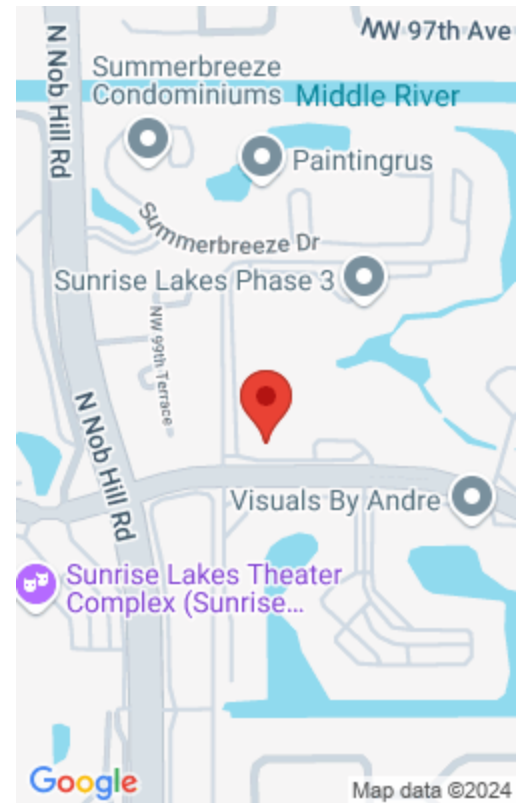 NW 97th Ave
N Nob Hill Rd
Summerbreeze
Condominiums
Middle River
Paintingrus
Summerbreeze Dr
Sunrise Lakes Phase 3
NW 99th Terrace
N Nob Hill Rd
Visuals By Andre
Sunrise Lakes Theater
Complex (Sunrise...
Google
Map data ©2024